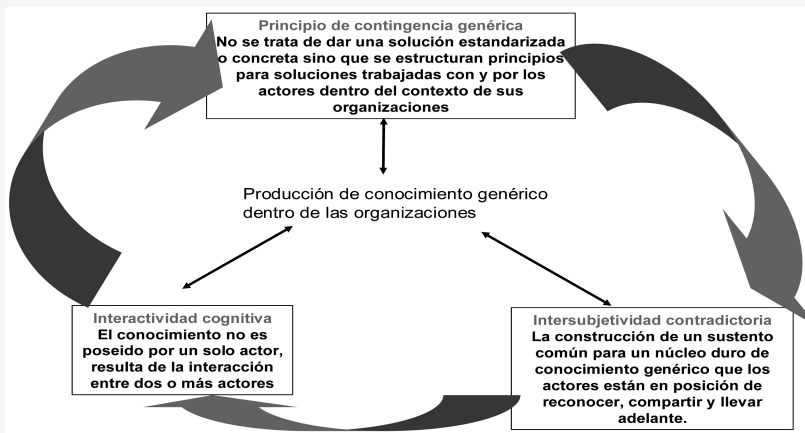 Principio de contingencia genérica
No se trata de dar una solución estandarizada
o concreta sino que se estructuran principios
para soluciones trabajadas con y por los
actores dentro del contexto de sus
organizaciones
Producción de conocimiento genérico
dentro de las organizaciones
Interactividad cognitiva
El conocimiento no es
poseido por un solo actor,
resulta de la interacción
entre dos o más actores
Intersubjetividad contradictoria
La construcción de un sustento
común para un núcleo duro de
conocimiento genérico que los
actores están en posición de
reconocer, compartir y llevar
adelante.